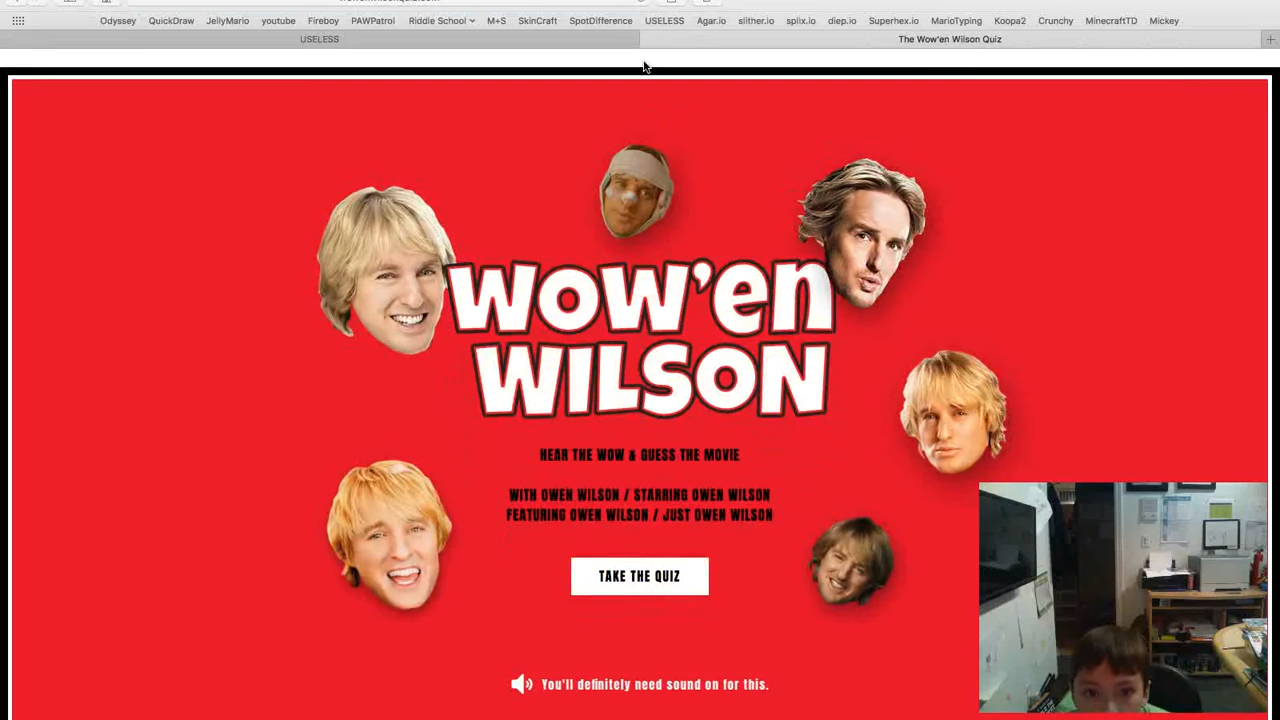 Odyssey QuickDraw JellyMario youtube Fireboy PAWPatrol Riddle School M+S SkinCraft SpotDifference USELESS Agar.io slither.io splix.io diep.io Superhex.io MarioTyping Koopa2 Crunchy MinecraftTD Mickey
USELESS The Wow'en Wilson Quiz
WOW'en
WILSON
HEAR THE WOW & GUESS THE MOVIE
WITH OWEN WILSON / STARRING OWEN WILSON
FEATURING OWEN WILSON / JUST OWEN WILSON
TAKE THE QUIZ
You'll definitely need sound on for this.